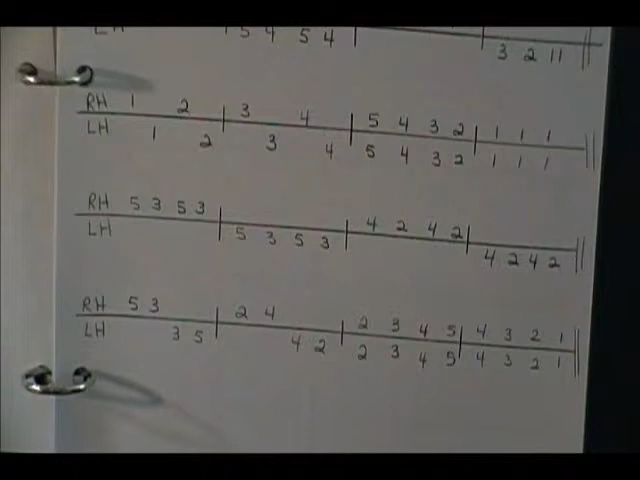 LH 5 4 5 4 3 2 1 1
RH 1 2 3 4 5 4 3 2 1 1 1
LH 1 2 3 4 5 4 3 2 1 1 1
RH 5 3 5 3 4 2 4 2
LH 5 3 5 3 4 2 4 2
RH 5 3 2 4 2 3 4 5 4 3 2 1
LH 3 5 4 2 2 3 4 5 4 3 2 1